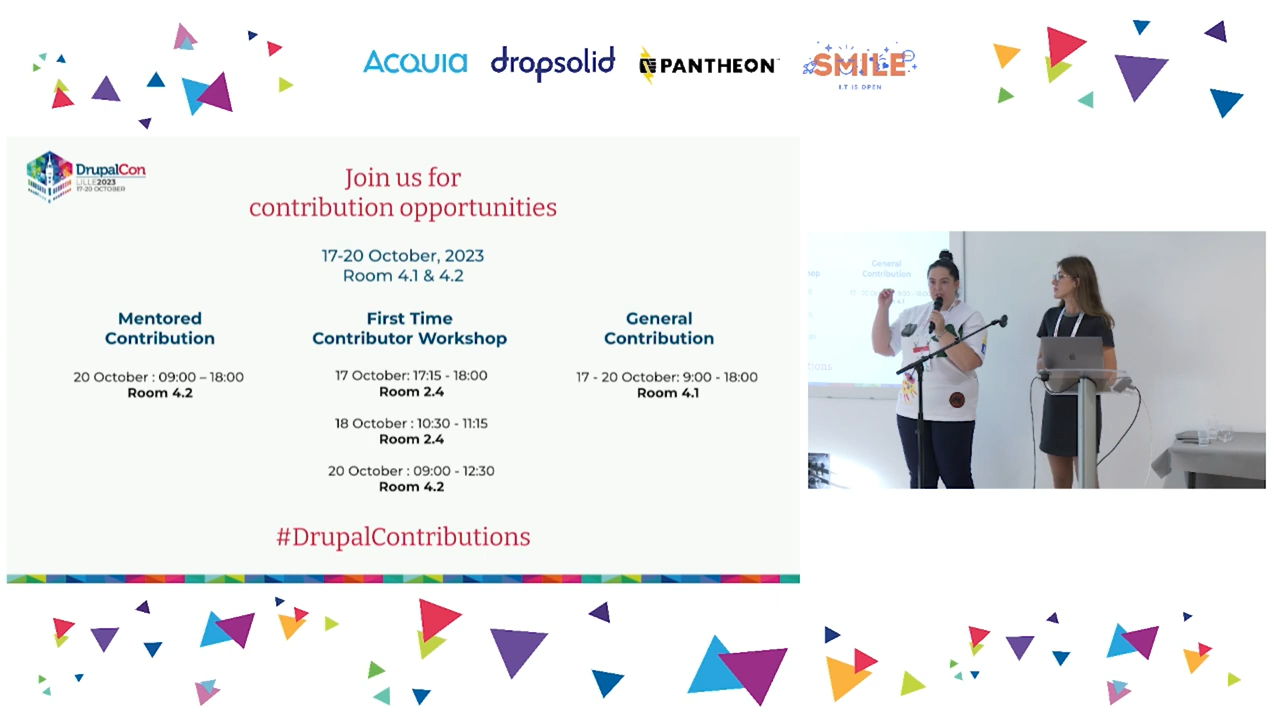 Acquia
dropsolid
PANTHEON
SMILE
I.T IS OPEN
DrupalCon
LILLE2023
17-20 OCTOBER
Join us for
contribution opportunities
17-20 October, 2023
Room 4.1 & 4.2
Mentored
Contribution
20 October : 09:00 – 18:00
Room 4.2
First Time
Contributor Workshop
17 October: 17:15 - 18:00
Room 2.4
18 October : 10:30 - 11:15
Room 2.4
20 October : 09:00 - 12:30
Room 4.2
General
Contribution
17 - 20 October: 9:00 - 18:00
Room 4.1
#DrupalContributions
General
Contribution